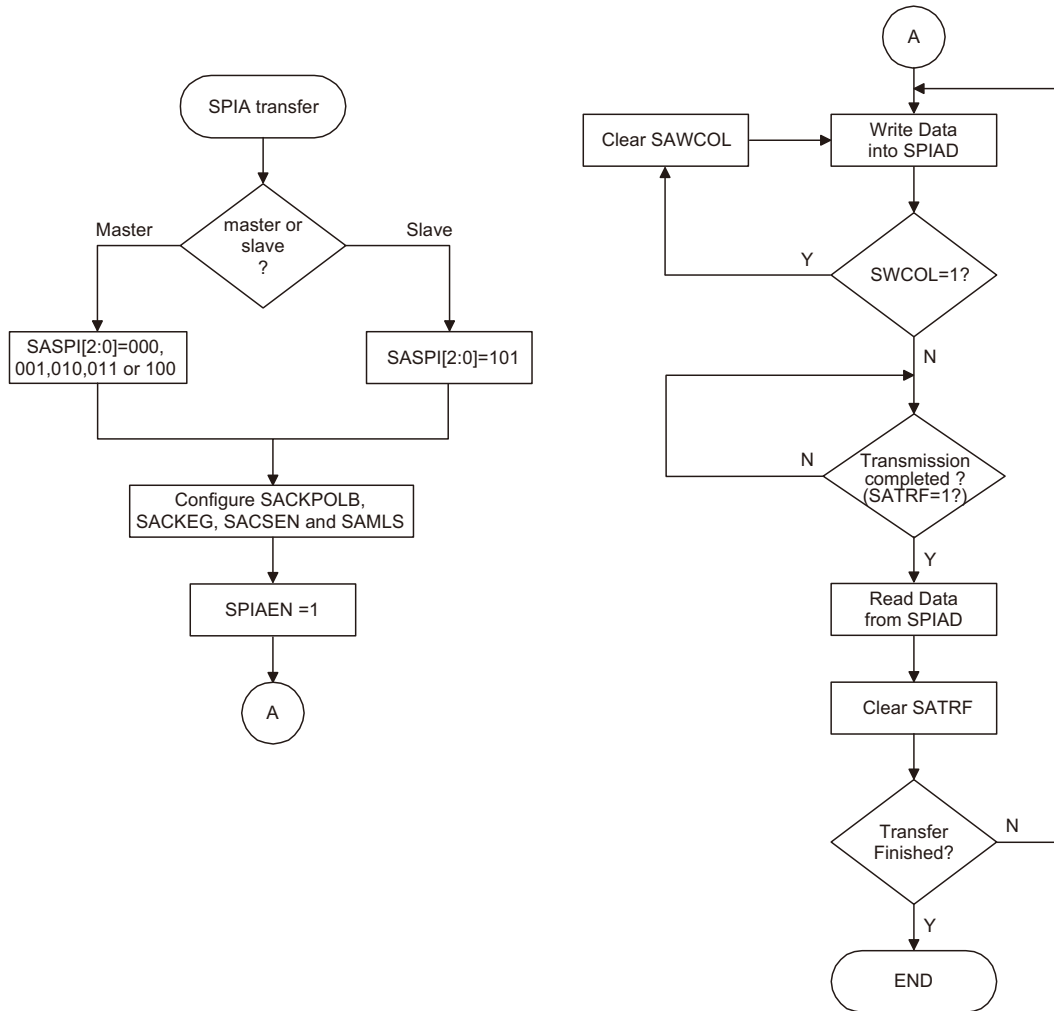 SPIA transfer
master or
slave
?
Master
Slave
SASPI[2:0]=000,
001,010,011 or 100
SASPI[2:0]=101
Configure SACKPOLB,
SACKEG, SACSEN and SAMLS
SPIAEN =1
A
A
Write Data
into SPIAD
Clear SAWCOL
Y
SWCOL=1?
N
N
Transmission
completed ?
(SATRF=1?)
Y
Read Data
from SPIAD
Clear SATRF
Transfer
Finished?
N
Y
END